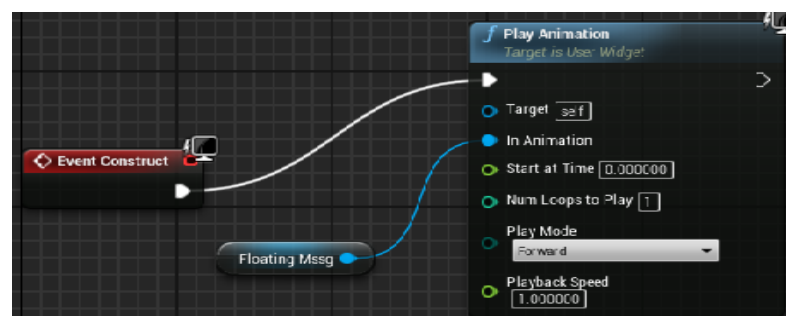 Play Animation
Target is User Widget
Target self
In Animation
Event Construct
Start at Time 0.000000
Num Loops to Play 1
Play Mode
Forward
Floating Mssg
Playback Speed
1.000000